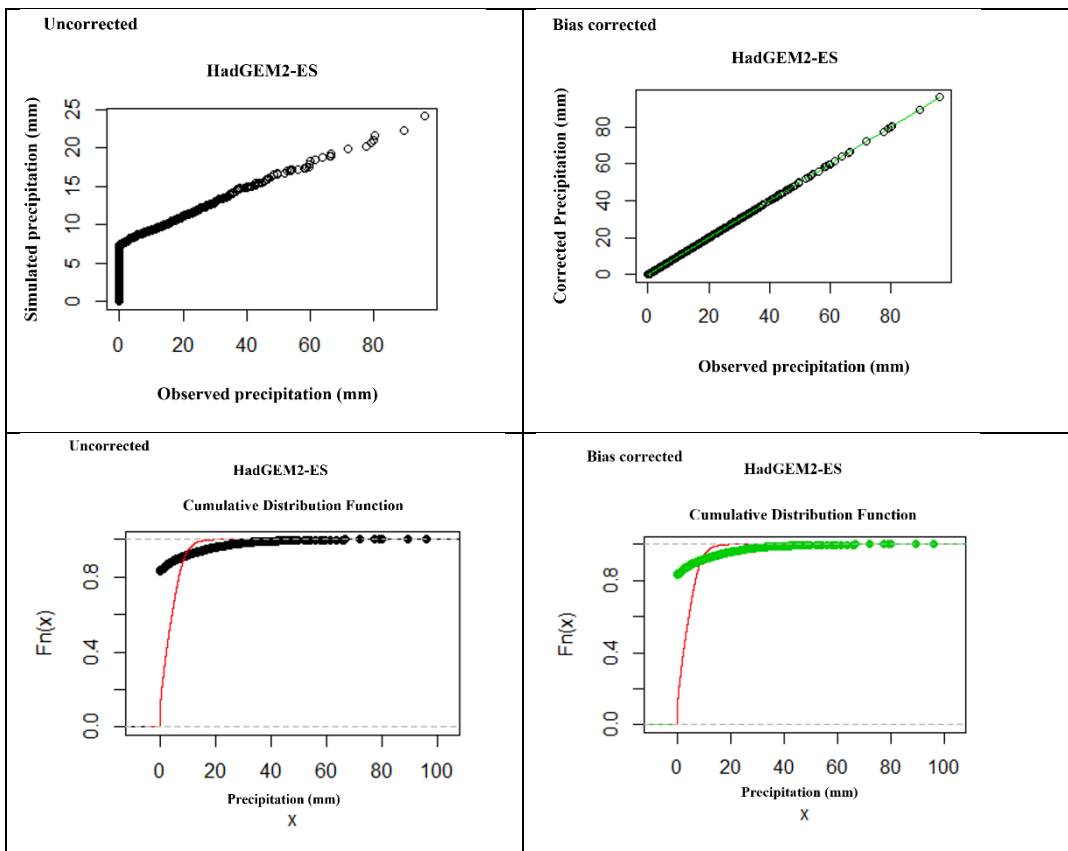 Uncorrected
HadGEM2-ES
Simulated precipitation (mm)
25
20
15
10
5
0
0 20 40 60 80
Observed precipitation (mm)
Bias corrected
HadGEM2-ES
Corrected Precipitation (mm)
80
60
40
20
0
0 20 40 60 80
Observed precipitation (mm)
Uncorrected
HadGEM2-ES
Cumulative Distribution Function
Fn(x)
0.8
0.4
0.0
0 20 40 60 80 100
Precipitation (mm)
x
Bias corrected
HadGEM2-ES
Cumulative Distribution Function
Fn(x)
0.8
0.4
0.0
0 20 40 60 80 100
Precipitation (mm)
x